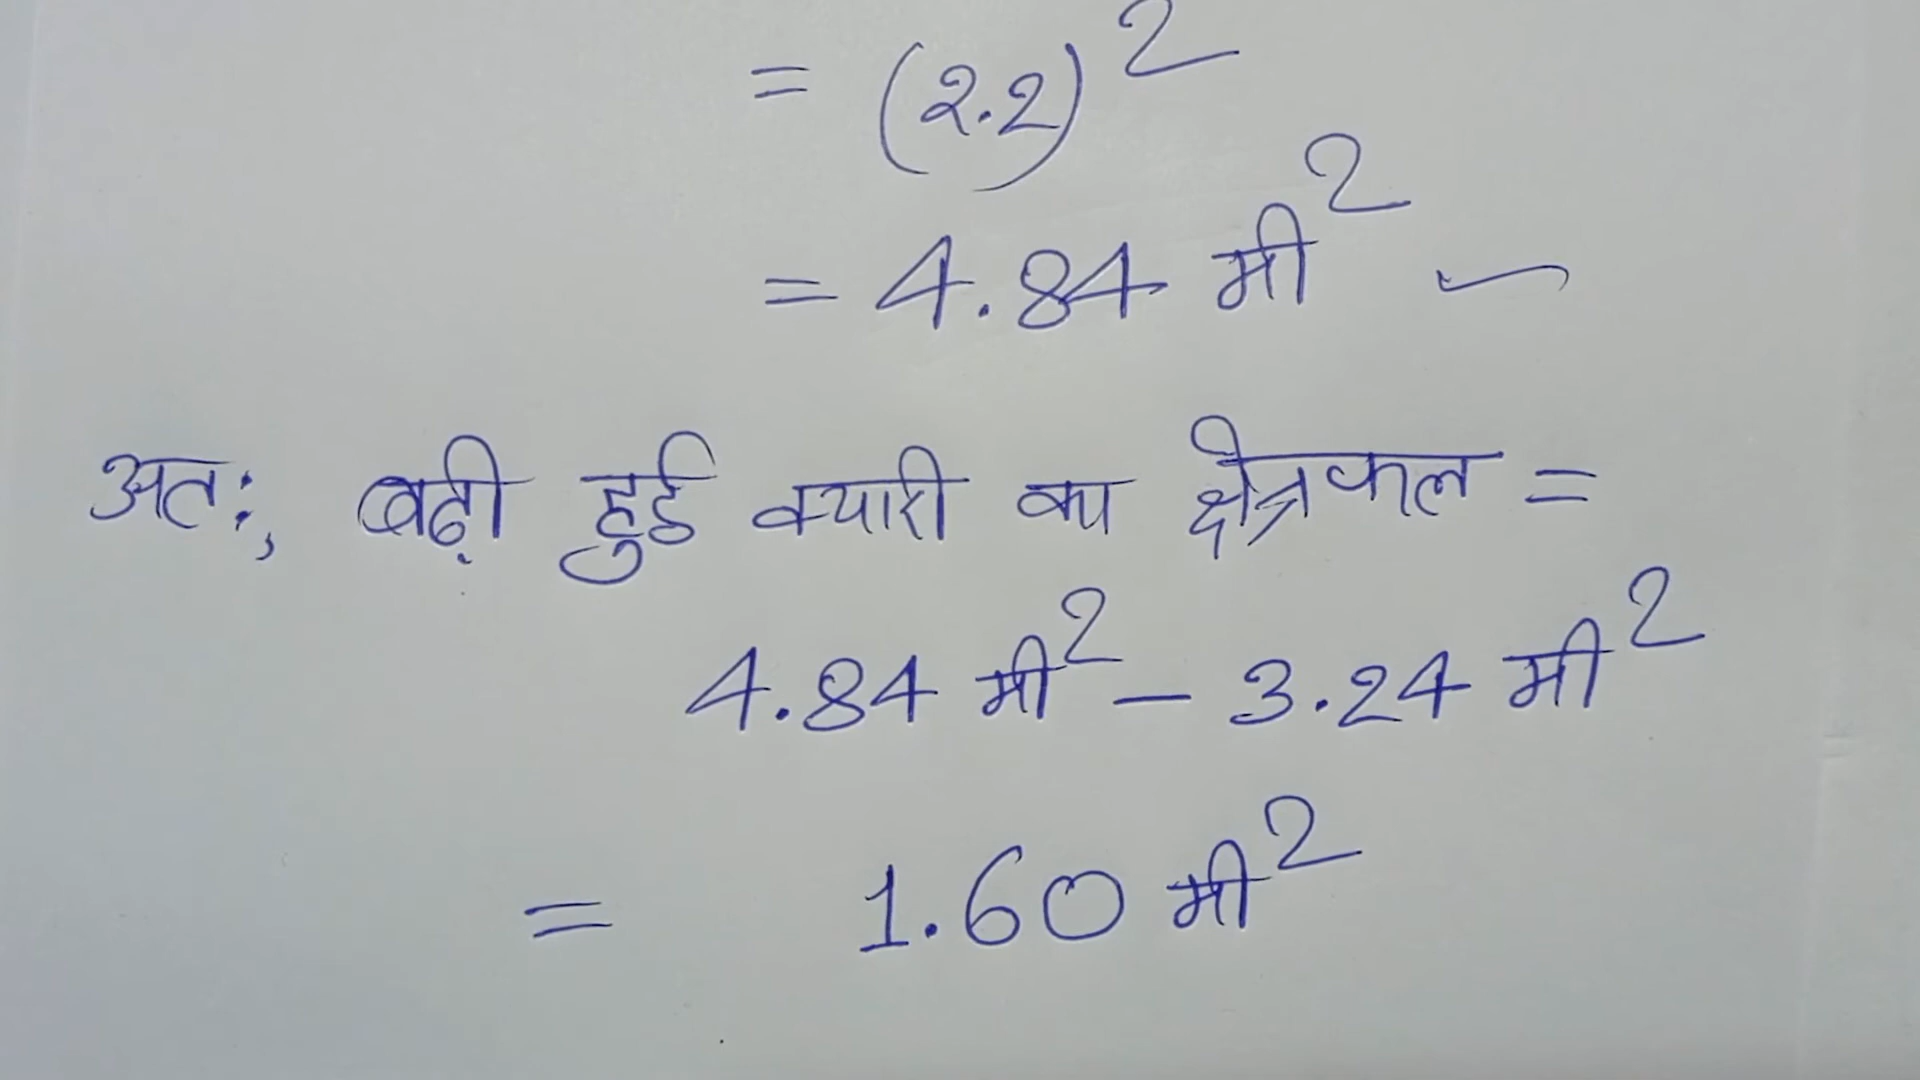 = (2.2)²
= 4.84 मी²
अतः, बढ़ी हुई क्यारी का क्षेत्रफल =
4.84 मी² – 3.24 मी²
= 1.60 मी²